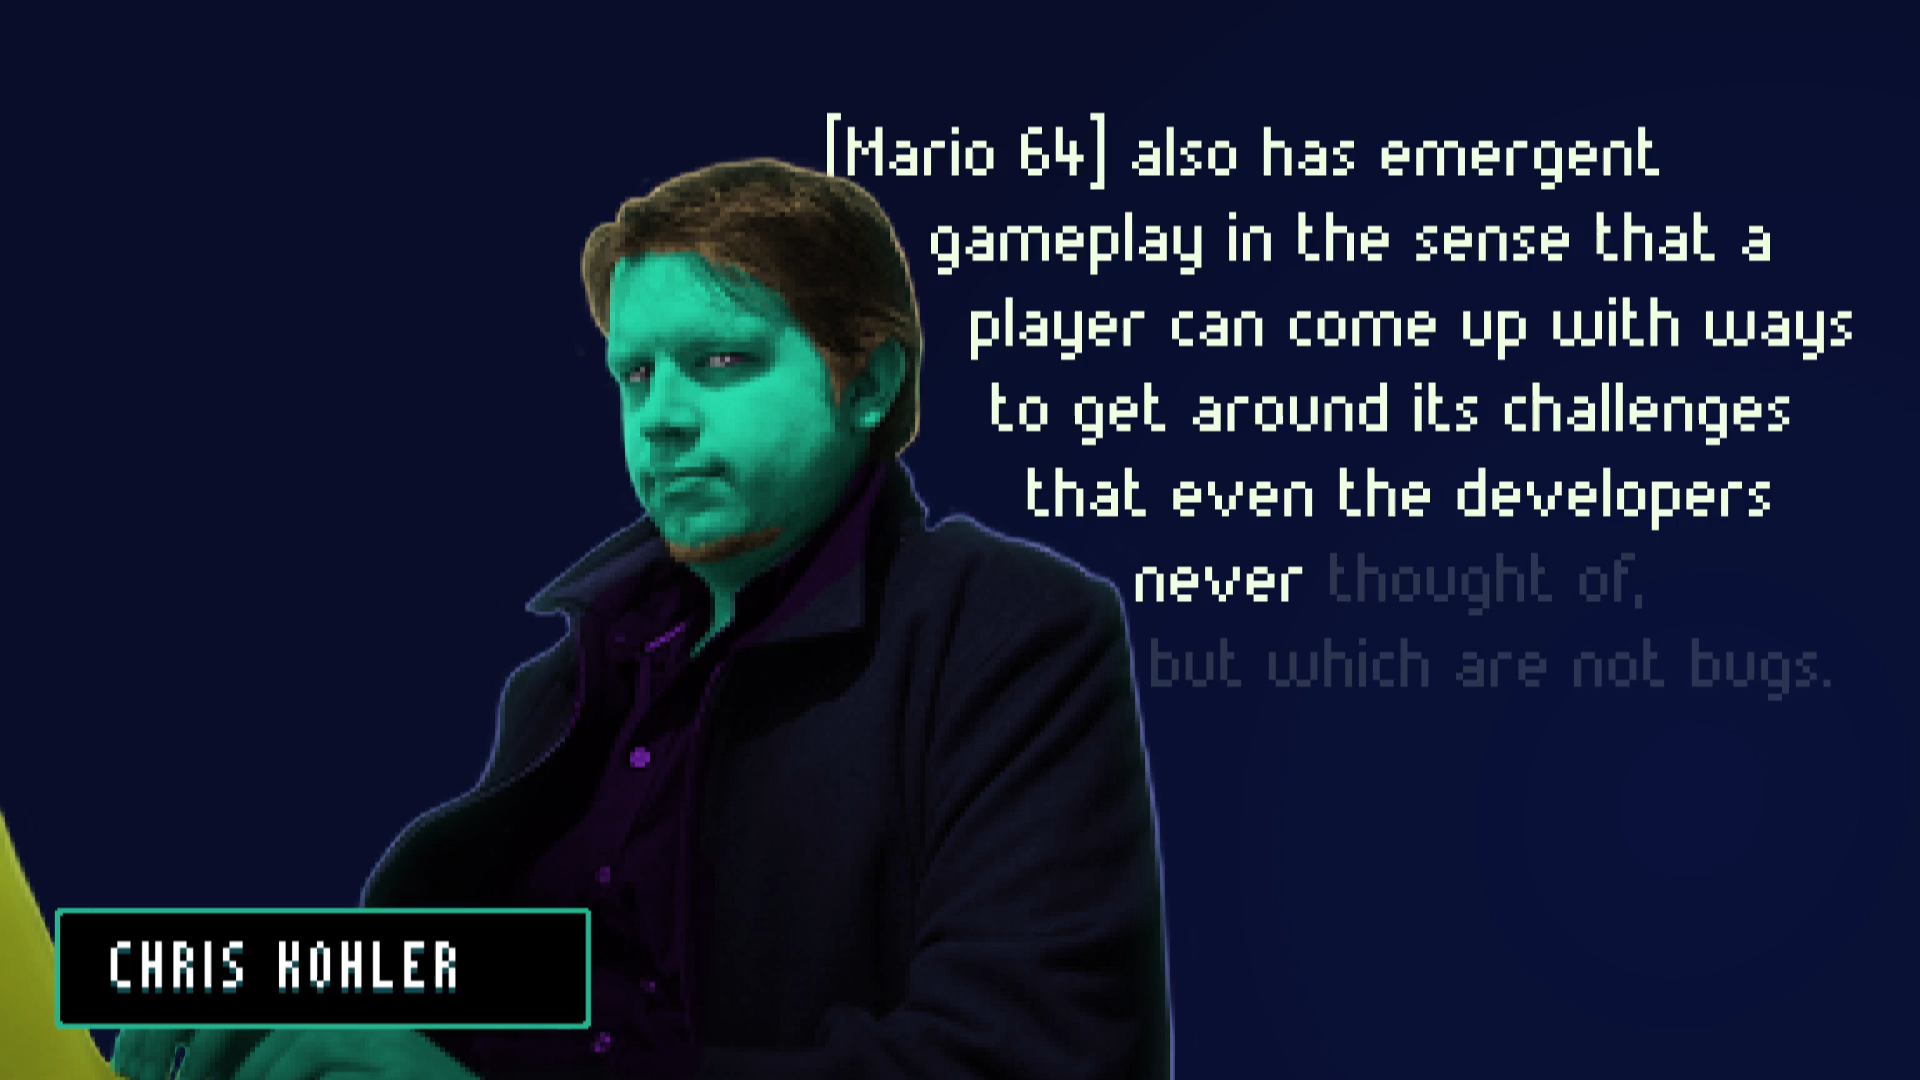 [Mario 64] also has emergent
gameplay in the sense that a
player can come up with ways
to get around its challenges
that even the developers
never thought of,
but which are not bugs.
CHRIS KOHLER